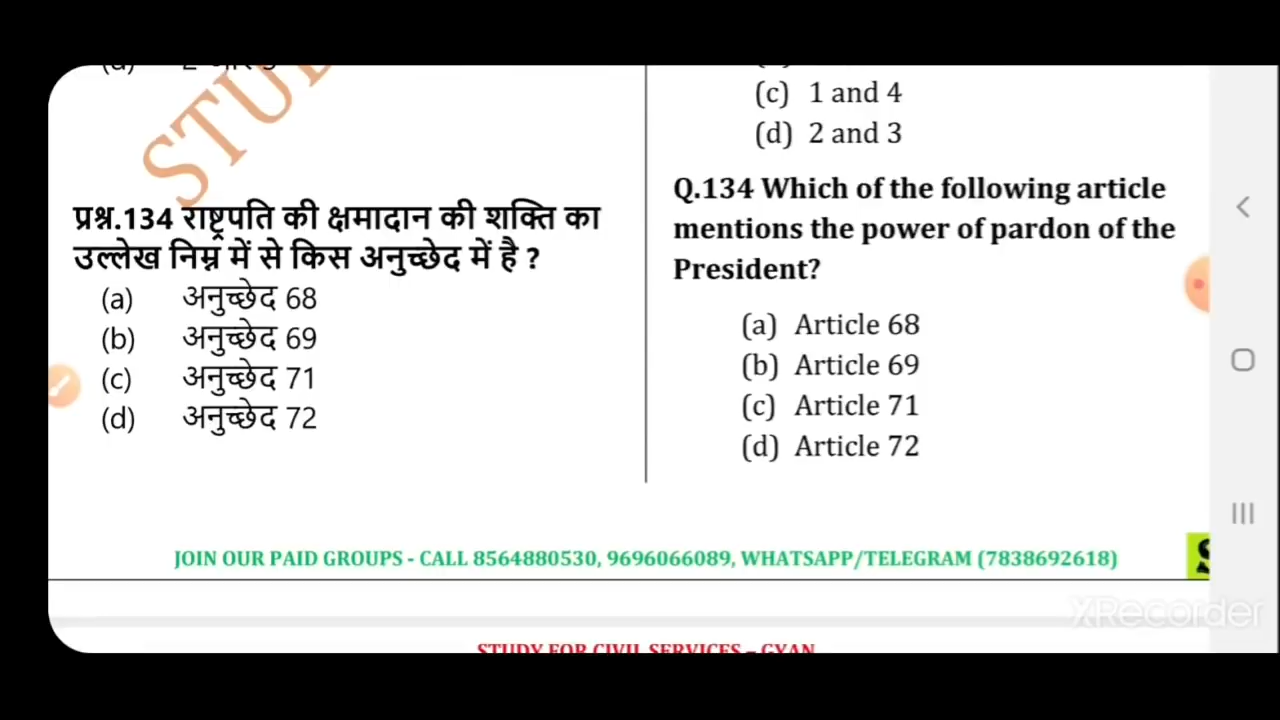 STUD
प्रश्न.134 राष्ट्रपति की क्षमादान की शक्ति का
उल्लेख निम्न में से किस अनुच्छेद में है ?
(a) अनुच्छेद 68
(b) अनुच्छेद 69
(c) अनुच्छेद 71
(d) अनुच्छेद 72
(c) 1 and 4
(d) 2 and 3
Q.134 Which of the following article
mentions the power of pardon of the
President?
(a) Article 68
(b) Article 69
(c) Article 71
(d) Article 72
JOIN OUR PAID GROUPS - CALL 8564880530, 9696066089, WHATSAPP/TELEGRAM (7838692618)
XRecorder
STUDY FOR CIVIL SERVICES – GYAN